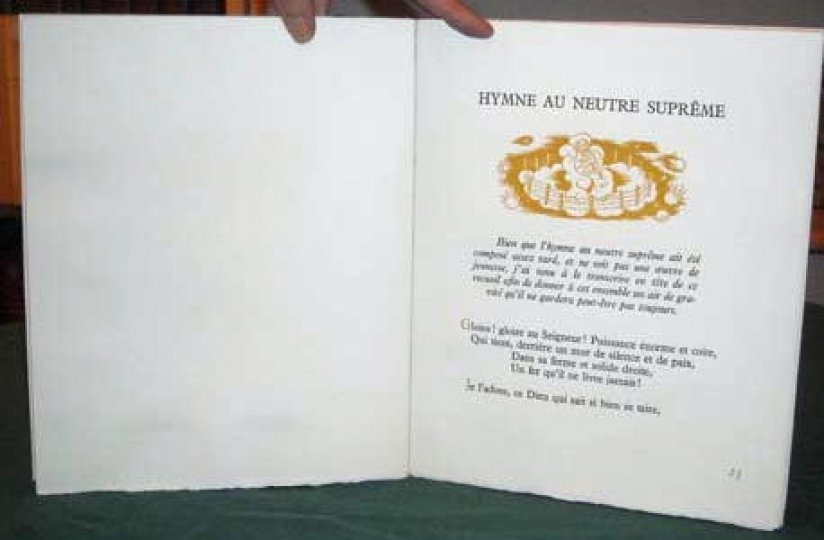 HYMNE AU NEUTRE SUPRÊME
Bien que l'hymne au neutre suprême ait été
composé assez tard, et ne soit pas une œuvre de
jeunesse, j'ai tenu à le transcrire en tête de ce
recueil afin de donner à cet ensemble un air de gra-
vité qu'il ne gardera peut-être pas toujours.
Gloire! gloire au Seigneur! Puissance énorme et coite,
Qui tient, derrière un mur de silence et de paix,
Dans sa ferme et solide droite,
Un fer qu'il ne livre jamais!
Je l'adore, ce Dieu qui sait si bien se taire,